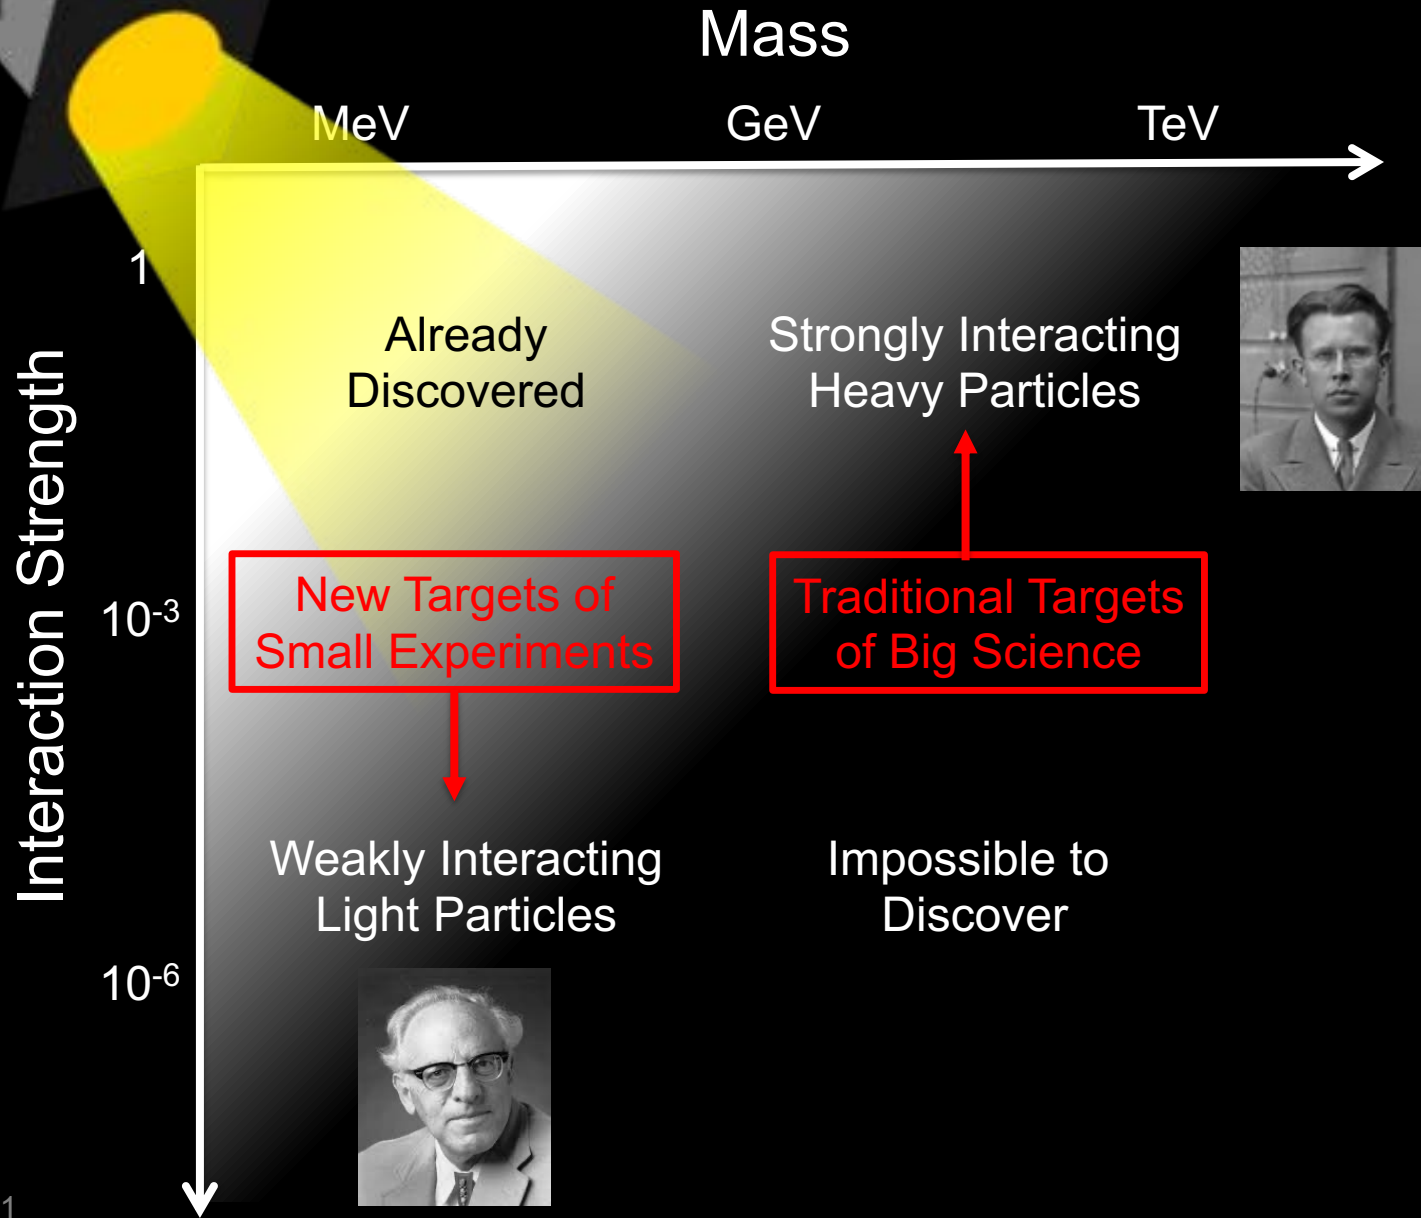 Mass
MeV
GeV
TeV
Interaction Strength
1
10-3
10-6
Already
Discovered
Strongly Interacting
Heavy Particles
New Targets of
Small Experiments
Traditional Targets
of Big Science
Weakly Interacting
Light Particles
Impossible to
Discover
1